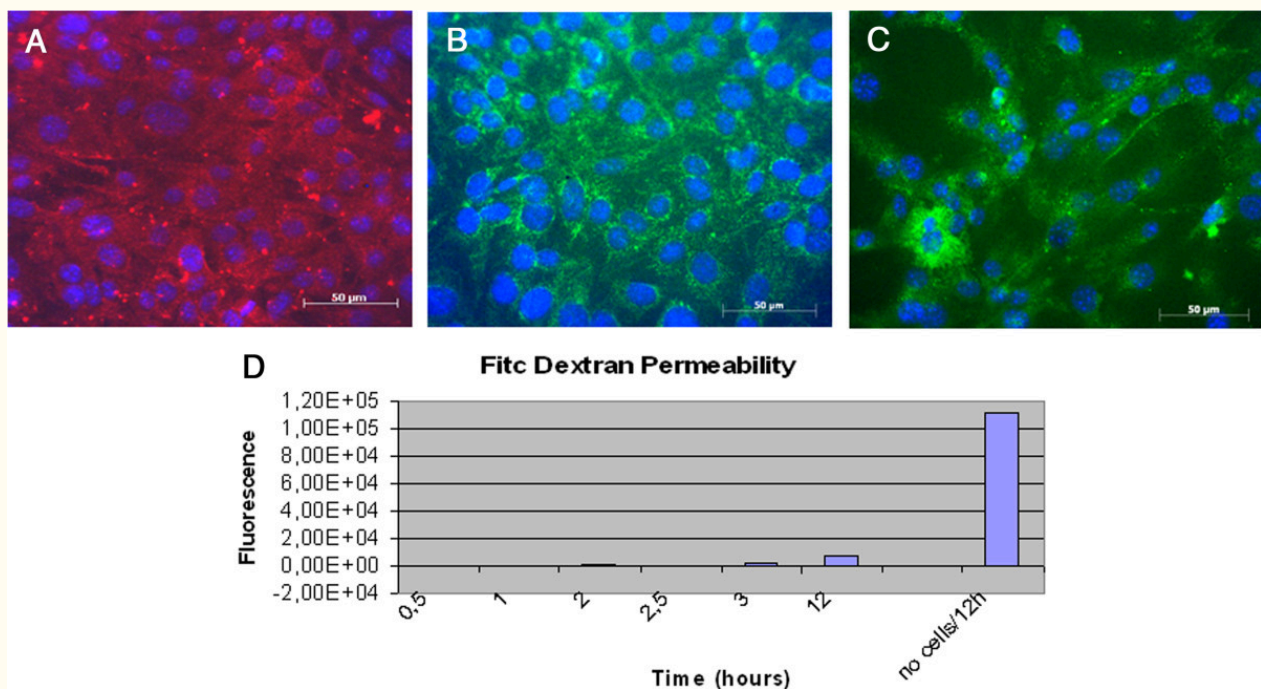 A
B
C
50 µm
50 µm
50 µm
D
Fitc Dextran Permeability
1,20E+05
1,00E+05
8,00E+04
6,00E+04
4,00E+04
2,00E+04
0,00E+00
-2,00E+04
Fluorescence
0,5
1
2
2,5
3
12
no cells/12h
Time (hours)